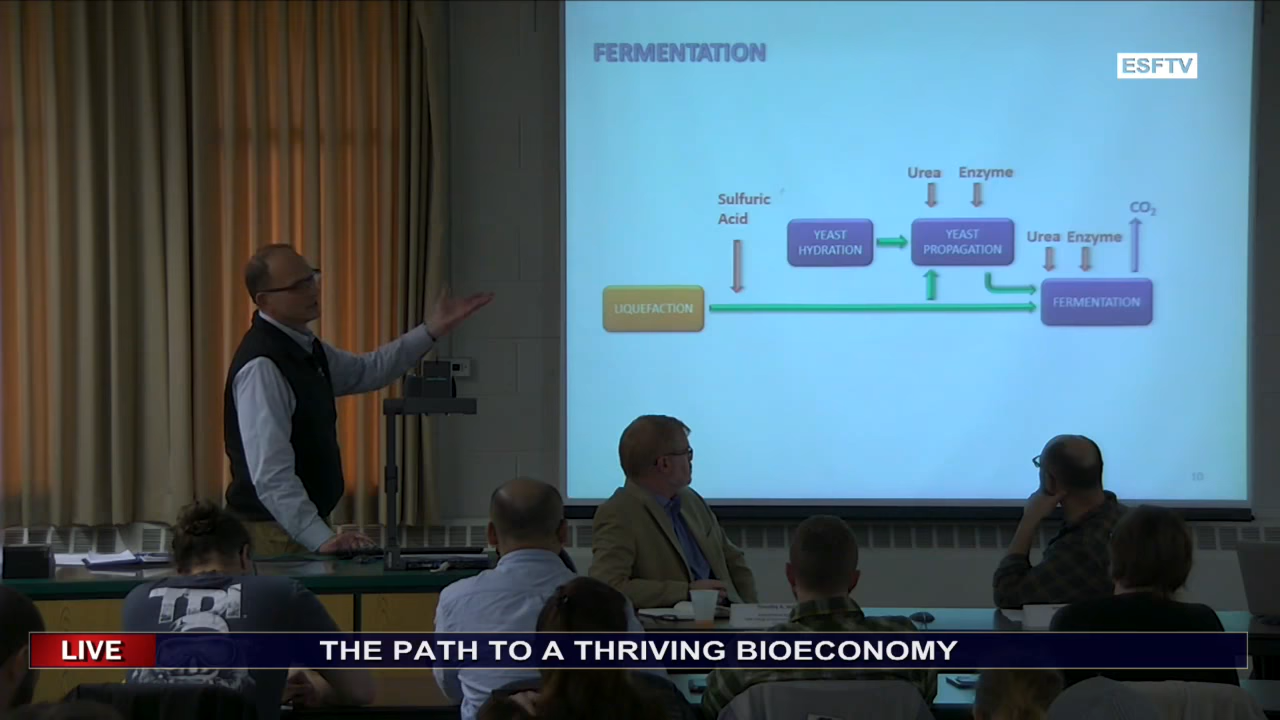 FERMENTATION
ESFTV
Urea Enzyme
Sulfuric
Acid
CO₂
YEAST
HYDRATION
YEAST
PROPAGATION
Urea Enzyme
LIQUEFACTION
FERMENTATION
10
LIVE
THE PATH TO A THRIVING BIOECONOMY